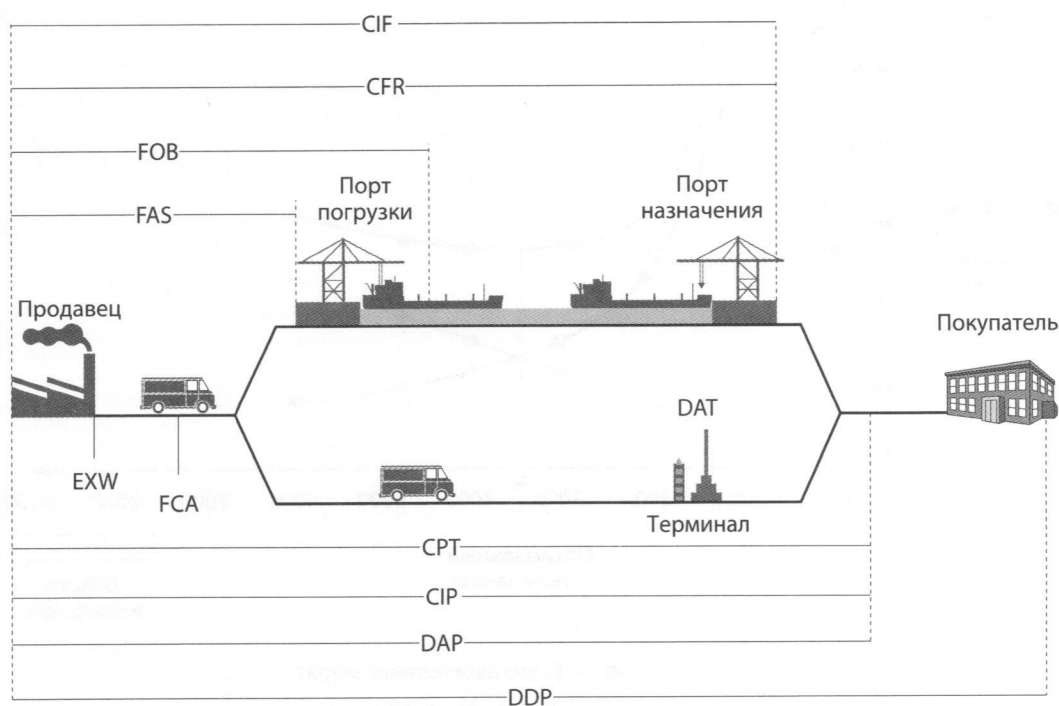 CIF
CFR
FOB
Порт
погрузки
Порт
назначения
FAS
Продавец
Покупатель
DAT
EXW
FCA
Терминал
CPT
CIP
DAP
DDP